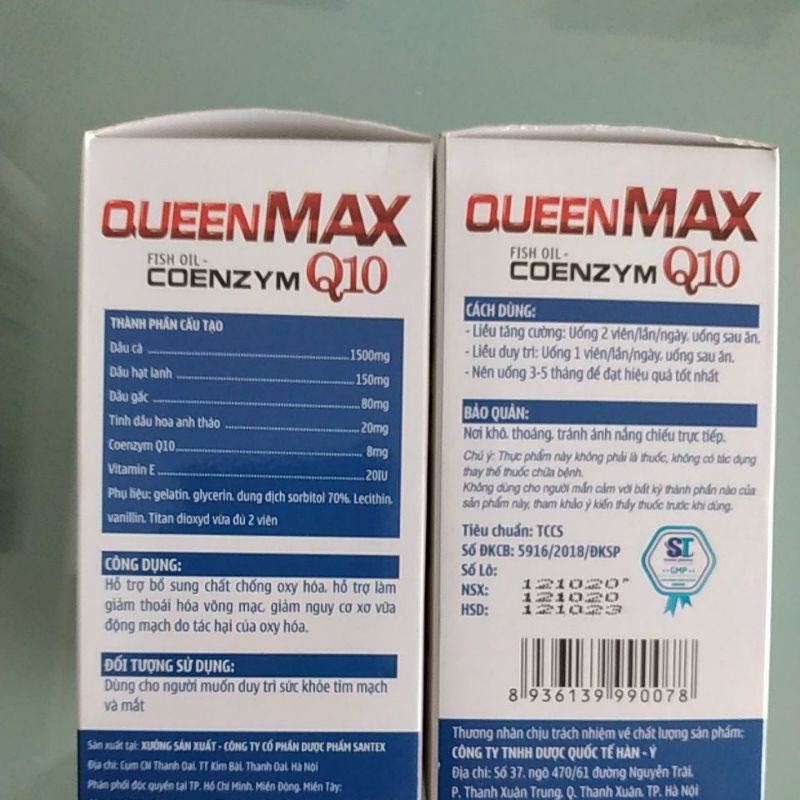 QUEENMAX
FISH OIL -
COENZYM Q10
THÀNH PHẦN CẤU TẠO
Dầu cá ........ 1500mg
Dầu hạt lanh ........ 150mg
Dầu gấc ........ 80mg
Tinh dầu hoa anh thảo ........ 20mg
Coenzym Q10 ........ 8mg
Vitamin E ........ 20IU
Phụ liệu: gelatin, glycerin, dung dịch sorbitol 70%, Lecithin,
vanillin, Titan dioxyd vừa đủ 2 viên
CÔNG DỤNG:
Hỗ trợ bổ sung chất chống oxy hóa, hỗ trợ làm
giảm thoái hóa võng mạc, giảm nguy cơ xơ vữa
động mạch do tác hại của oxy hóa.
ĐỐI TƯỢNG SỬ DỤNG:
Dùng cho người muốn duy trì sức khỏe tim mạch
và mắt
Sản xuất tại: XƯỞNG SẢN XUẤT - CÔNG TY CỔ PHẦN DƯỢC PHẨM SANTEX
Địa chỉ: Cụm CN Thanh Oai, TT Kim Bài, Thanh Oai, Hà Nội
Phân phối độc quyền tại TP. Hồ Chí Minh, Miền Đông, Miền Tây:
QUEENMAX
FISH OIL -
COENZYM Q10
CÁCH DÙNG:
- Liều tăng cường: Uống 2 viên/lần/ngày, uống sau ăn.
- Liều duy trì: Uống 1 viên/lần/ngày, uống sau ăn.
- Nên uống 3-5 tháng để đạt hiệu quả tốt nhất
BẢO QUẢN:
Nơi khô, thoáng, tránh ánh nắng chiếu trực tiếp.
Chú ý: Thực phẩm này không phải là thuốc, không có tác dụng
thay thế thuốc chữa bệnh.
Không dùng cho người mẫn cảm với bất kỳ thành phần nào của
sản phẩm này, tham khảo ý kiến thầy thuốc trước khi dùng.
Tiêu chuẩn: TCCS
Số ĐKCB: 5916/2018/ĐKSP
Số Lô: 121020
NSX: 121020
HSD: 121023
GMP
8 936139 990078
Thương nhân chịu trách nhiệm về chất lượng sản phẩm:
CÔNG TY TNHH DƯỢC QUỐC TẾ HÀN - Ý
Địa chỉ: Số 37, ngõ 470/61 đường Nguyễn Trãi,
P. Thanh Xuân Trung, Q. Thanh Xuân, TP. Hà Nội